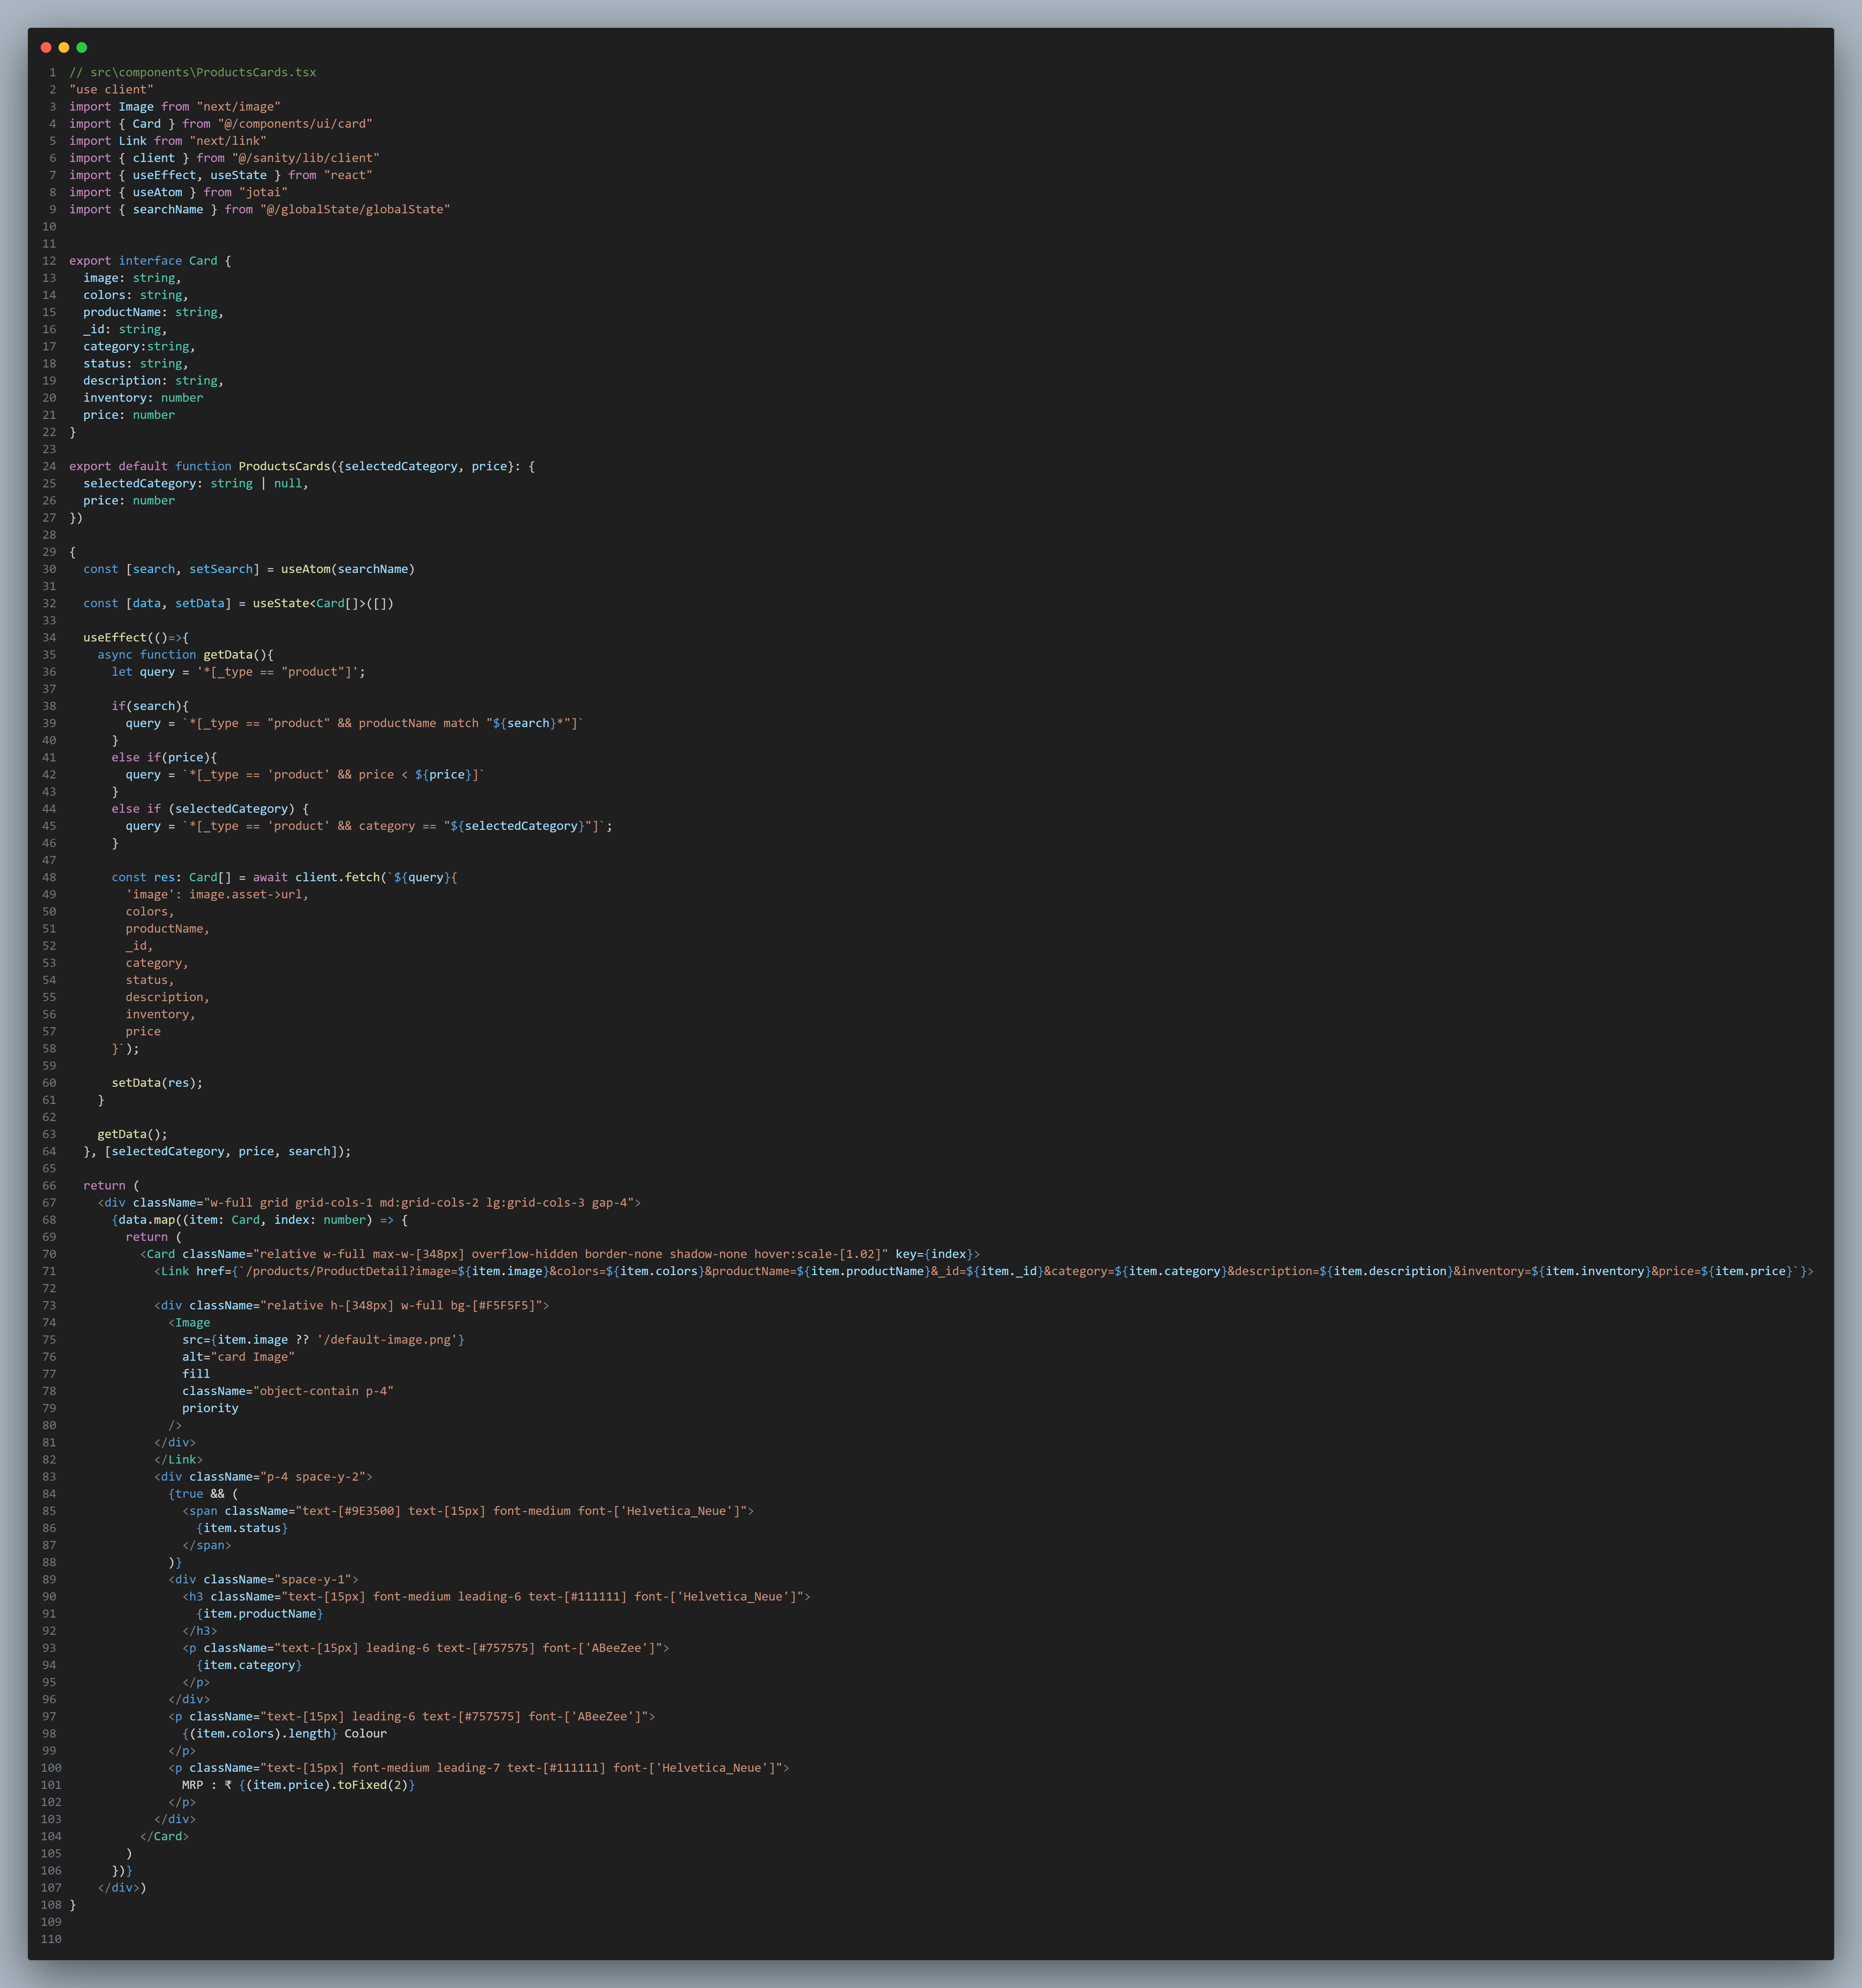 1 // src\components\ProductsCards.tsx
2 "use client"
3 import Image from "next/image"
4 import { Card } from "@/components/ui/card"
5 import Link from "next/link"
6 import { client } from "@/sanity/lib/client"
7 import { useEffect, useState } from "react"
8 import { useAtom } from "jotai"
9 import { searchName } from "@/globalState/globalState"
10
11
12 export interface Card {
13   image: string,
14   colors: string,
15   productName: string,
16   _id: string,
17   category:string,
18   status: string,
19   description: string,
20   inventory: number
21   price: number
22 }
23
24 export default function ProductsCards({selectedCategory, price}: {
25   selectedCategory: string | null,
26   price: number
27 })
28
29 {
30   const [search, setSearch] = useAtom(searchName)
31
32   const [data, setData] = useState<Card[]>([])
33
34   useEffect(()=>{
35     async function getData(){
36       let query = '*[_type == "product"]';
37
38       if(search){
39         query = `*[_type == "product" && productName match "${search}*"]`
40       }
41       else if(price){
42         query = `*[_type == 'product' && price < ${price}]`
43       }
44       else if (selectedCategory) {
45         query = `*[_type == 'product' && category == "${selectedCategory}"]`;
46       }
47
48       const res: Card[] = await client.fetch(`${query}{
49         'image': image.asset->url,
50         colors,
51         productName,
52         _id,
53         category,
54         status,
55         description,
56         inventory,
57         price
58       }`);
59
60       setData(res);
61     }
62
63     getData();
64   }, [selectedCategory, price, search]);
65
66   return (
67     <div className="w-full grid grid-cols-1 md:grid-cols-2 lg:grid-cols-3 gap-4">
68       {data.map((item: Card, index: number) => {
69         return (
70           <Card className="relative w-full max-w-[348px] overflow-hidden border-none shadow-none hover:scale-[1.02]" key={index}>
71             <Link href={`/products/ProductDetail?image=${item.image}&colors=${item.colors}&productName=${item.productName}&_id=${item._id}&category=${item.category}&description=${item.description}&inventory=${item.inventory}&price=${item.price}`}>
72
73             <div className="relative h-[348px] w-full bg-[#F5F5F5]">
74               <Image
75                 src={item.image ?? '/default-image.png'}
76                 alt="card Image"
77                 fill
78                 className="object-contain p-4"
79                 priority
80               />
81             </div>
82             </Link>
83             <div className="p-4 space-y-2">
84               {true && (
85                 <span className="text-[#9E3500] text-[15px] font-medium font-['Helvetica_Neue']">
86                   {item.status}
87                 </span>
88               )}
89               <div className="space-y-1">
90                 <h3 className="text-[15px] font-medium leading-6 text-[#111111] font-['Helvetica_Neue']">
91                   {item.productName}
92                 </h3>
93                 <p className="text-[15px] leading-6 text-[#757575] font-['ABeeZee']">
94                   {item.category}
95                 </p>
96               </div>
97               <p className="text-[15px] leading-6 text-[#757575] font-['ABeeZee']">
98                 {(item.colors).length} Colour
99               </p>
100               <p className="text-[15px] font-medium leading-7 text-[#111111] font-['Helvetica_Neue']">
101                 MRP : ₹ {(item.price).toFixed(2)}
102               </p>
103             </div>
104           </Card>
105         )
106       })}
107     </div>)
108 }
109
110